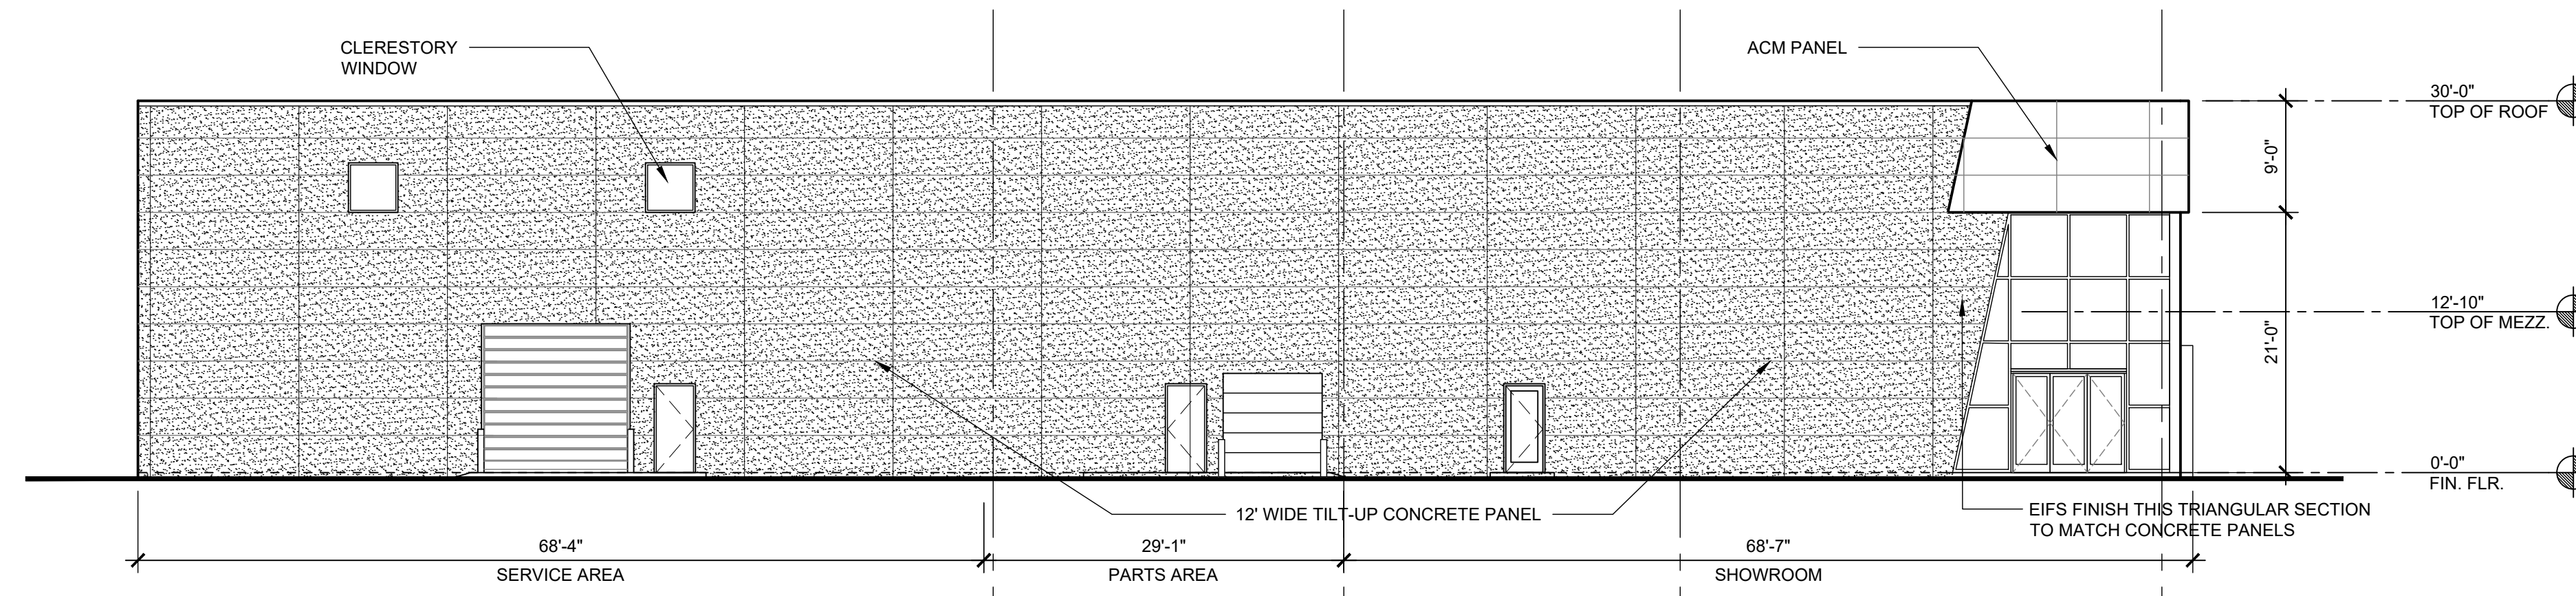 CLERESTORY
WINDOW
ACM PANEL
30'-0"
TOP OF ROOF
9'-0"
12'-10"
TOP OF MEZZ.
21'-0"
0'-0"
FIN. FLR.
12' WIDE TILT-UP CONCRETE PANEL
EIFS FINISH THIS TRIANGULAR SECTION
TO MATCH CONCRETE PANELS
68'-4"
SERVICE AREA
29'-1"
PARTS AREA
68'-7"
SHOWROOM